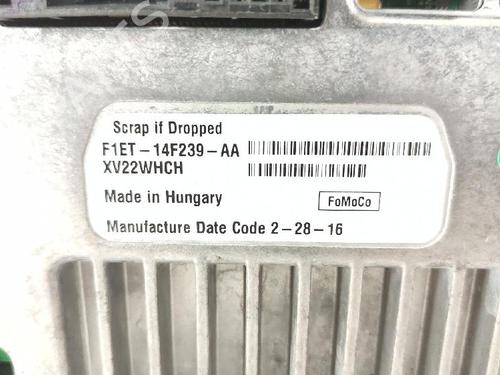 Scrap if Dropped
F1ET-14F239-AA
XV22WHCH
Made in Hungary FoMoCo
Manufacture Date Code 2-28-16